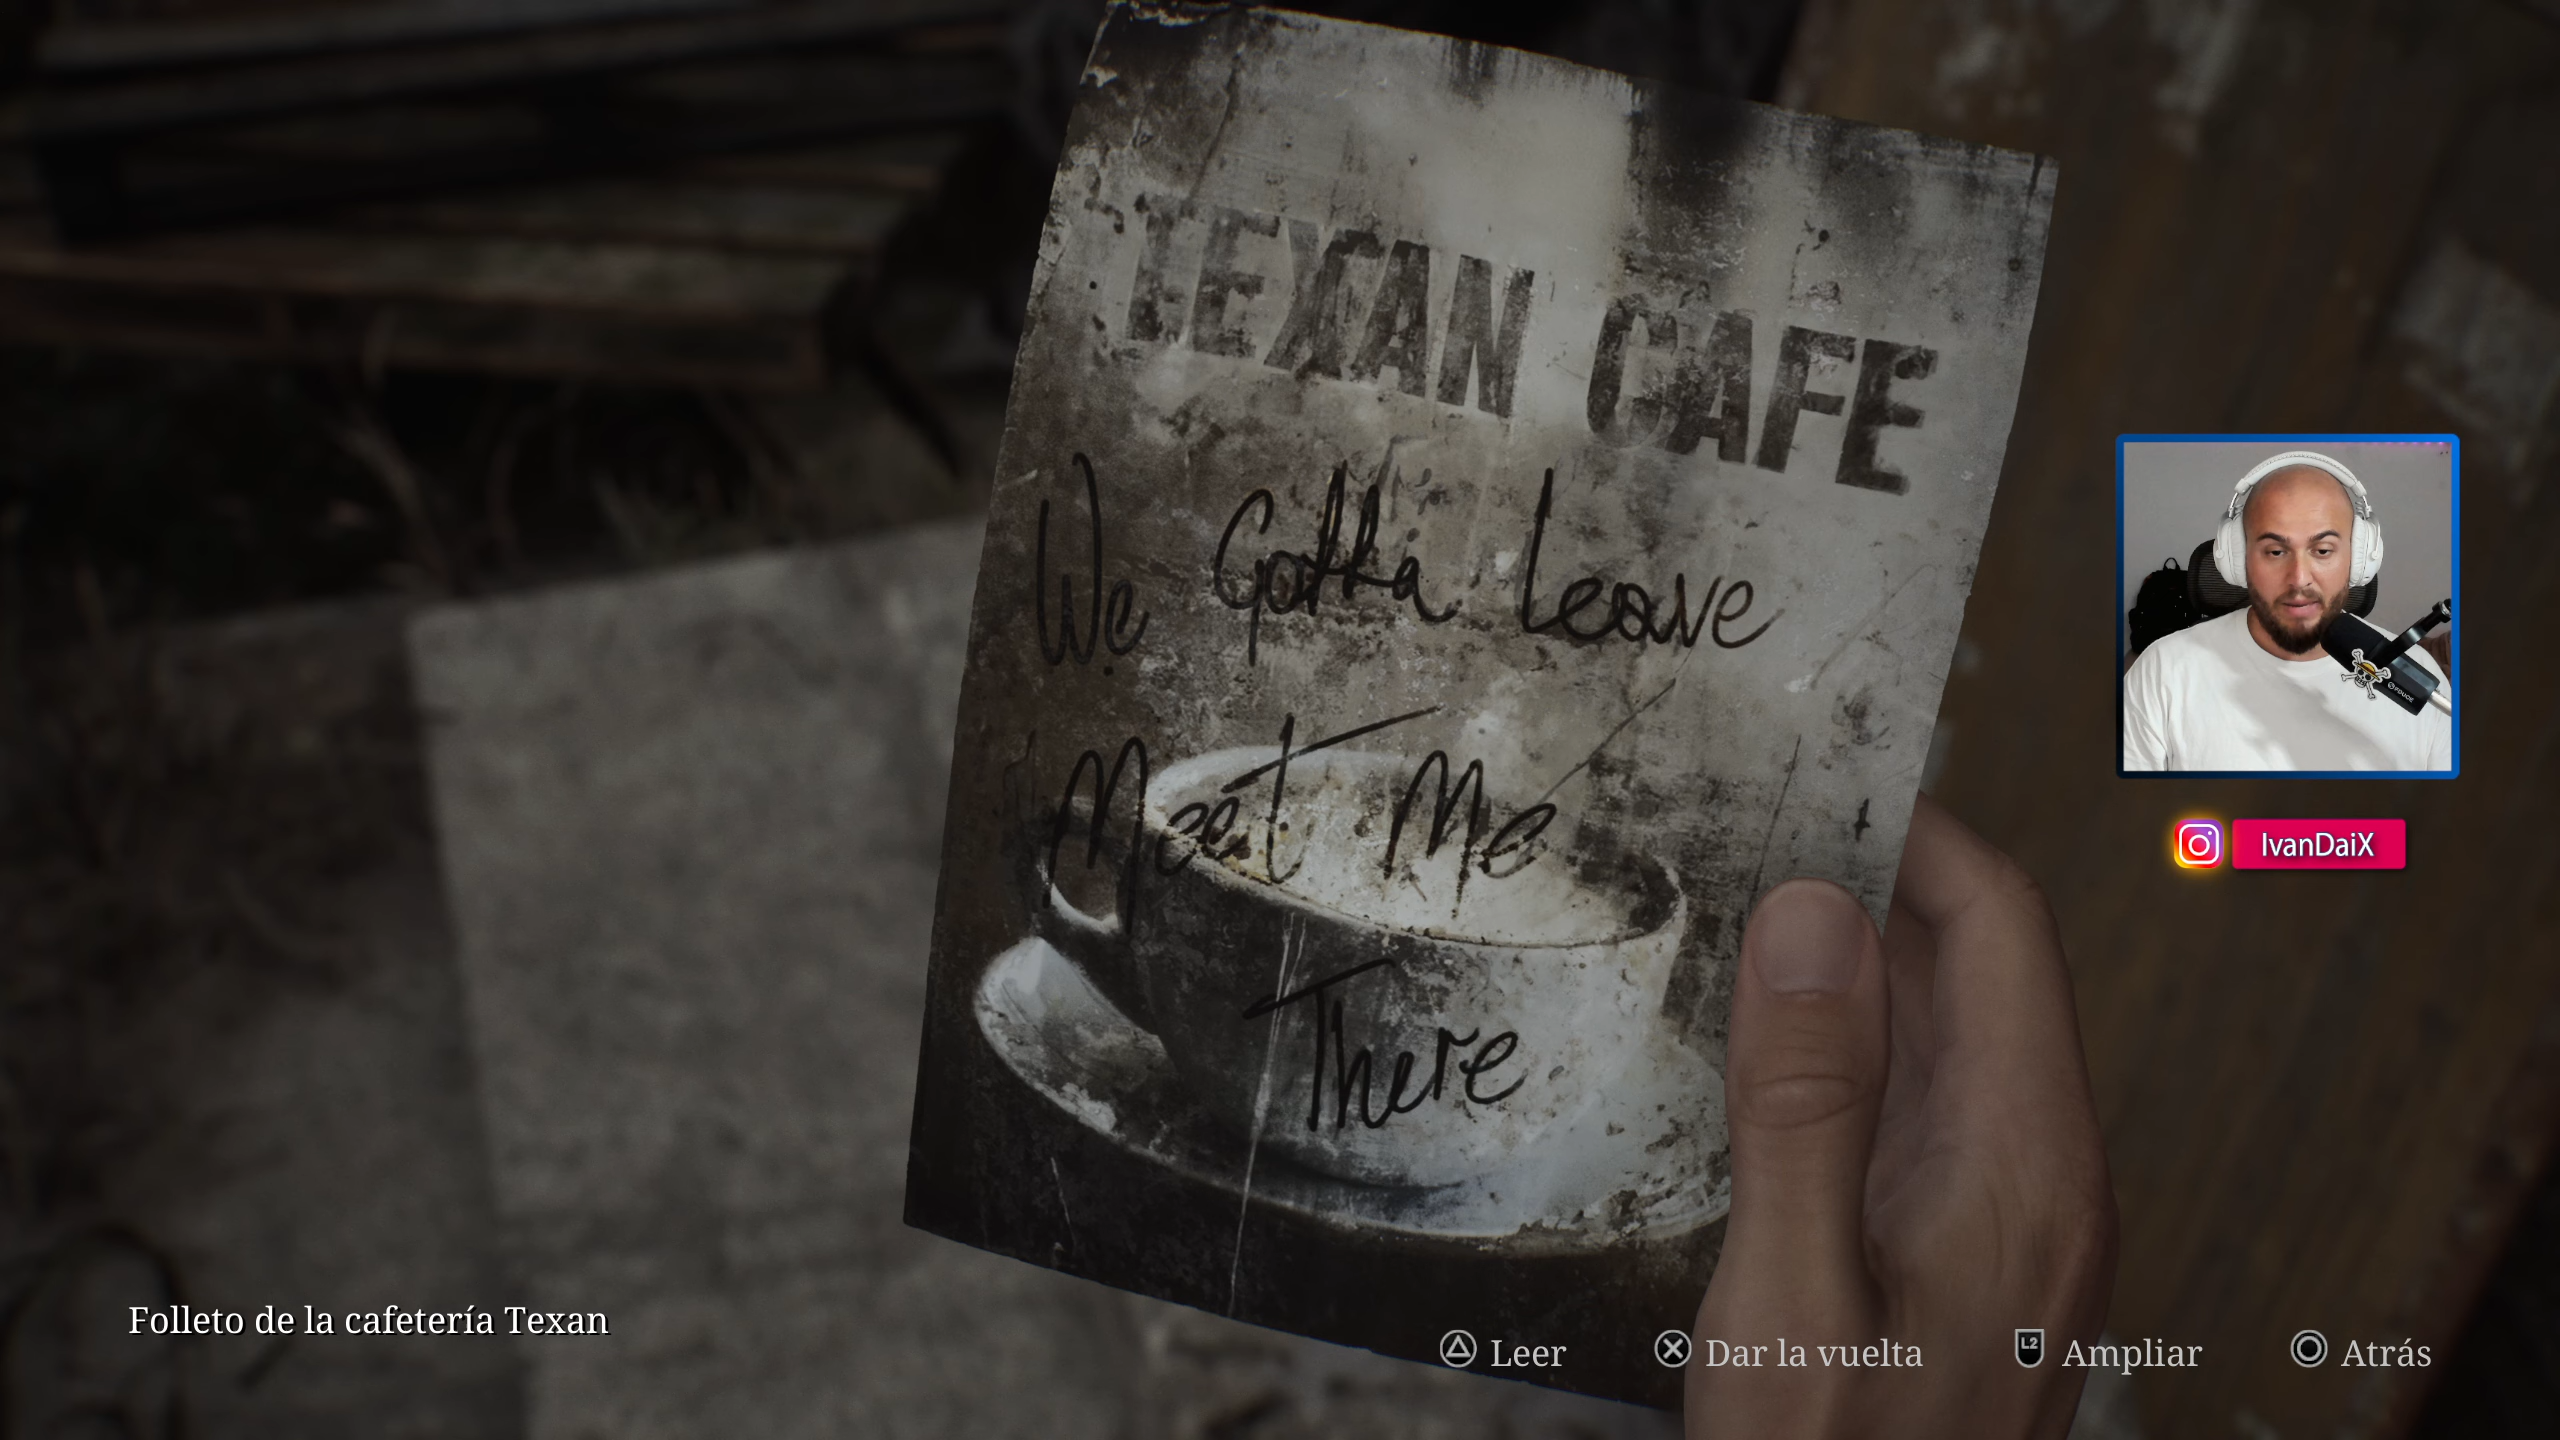 TEXAN CAFE
We Gotta Leave
Meet Me
There
IvanDaiX
Folleto de la cafetería Texan
Leer
Dar la vuelta
L2 Ampliar
Atrás